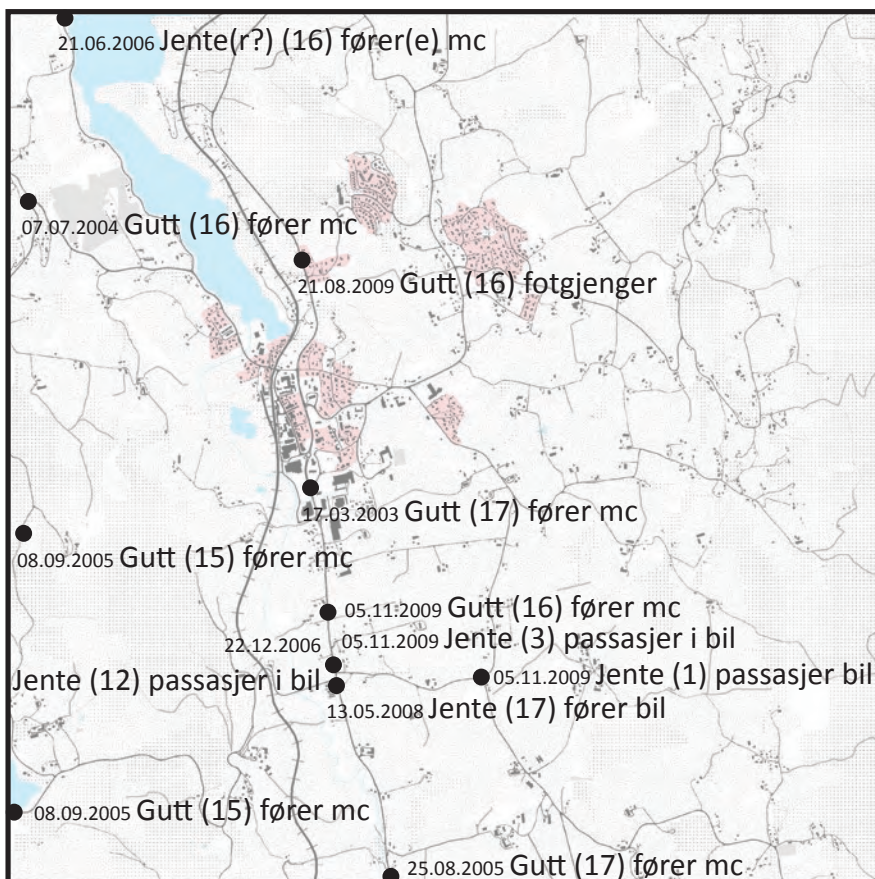 21.06.2006 Jente(r?) (16) fører(e) mc
07.07.2004 Gutt (16) fører mc
21.08.2009 Gutt (16) fotgjenger
17.03.2003 Gutt (17) fører mc
08.09.2005 Gutt (15) fører mc
05.11.2009 Gutt (16) fører mc
22.12.2006
05.11.2009 Jente (3) passasjer i bil
Jente (12) passasjer i bil
05.11.2009 Jente (1) passasjer bil
13.05.2008 Jente (17) fører bil
08.09.2005 Gutt (15) fører mc
25.08.2005 Gutt (17) fører mc